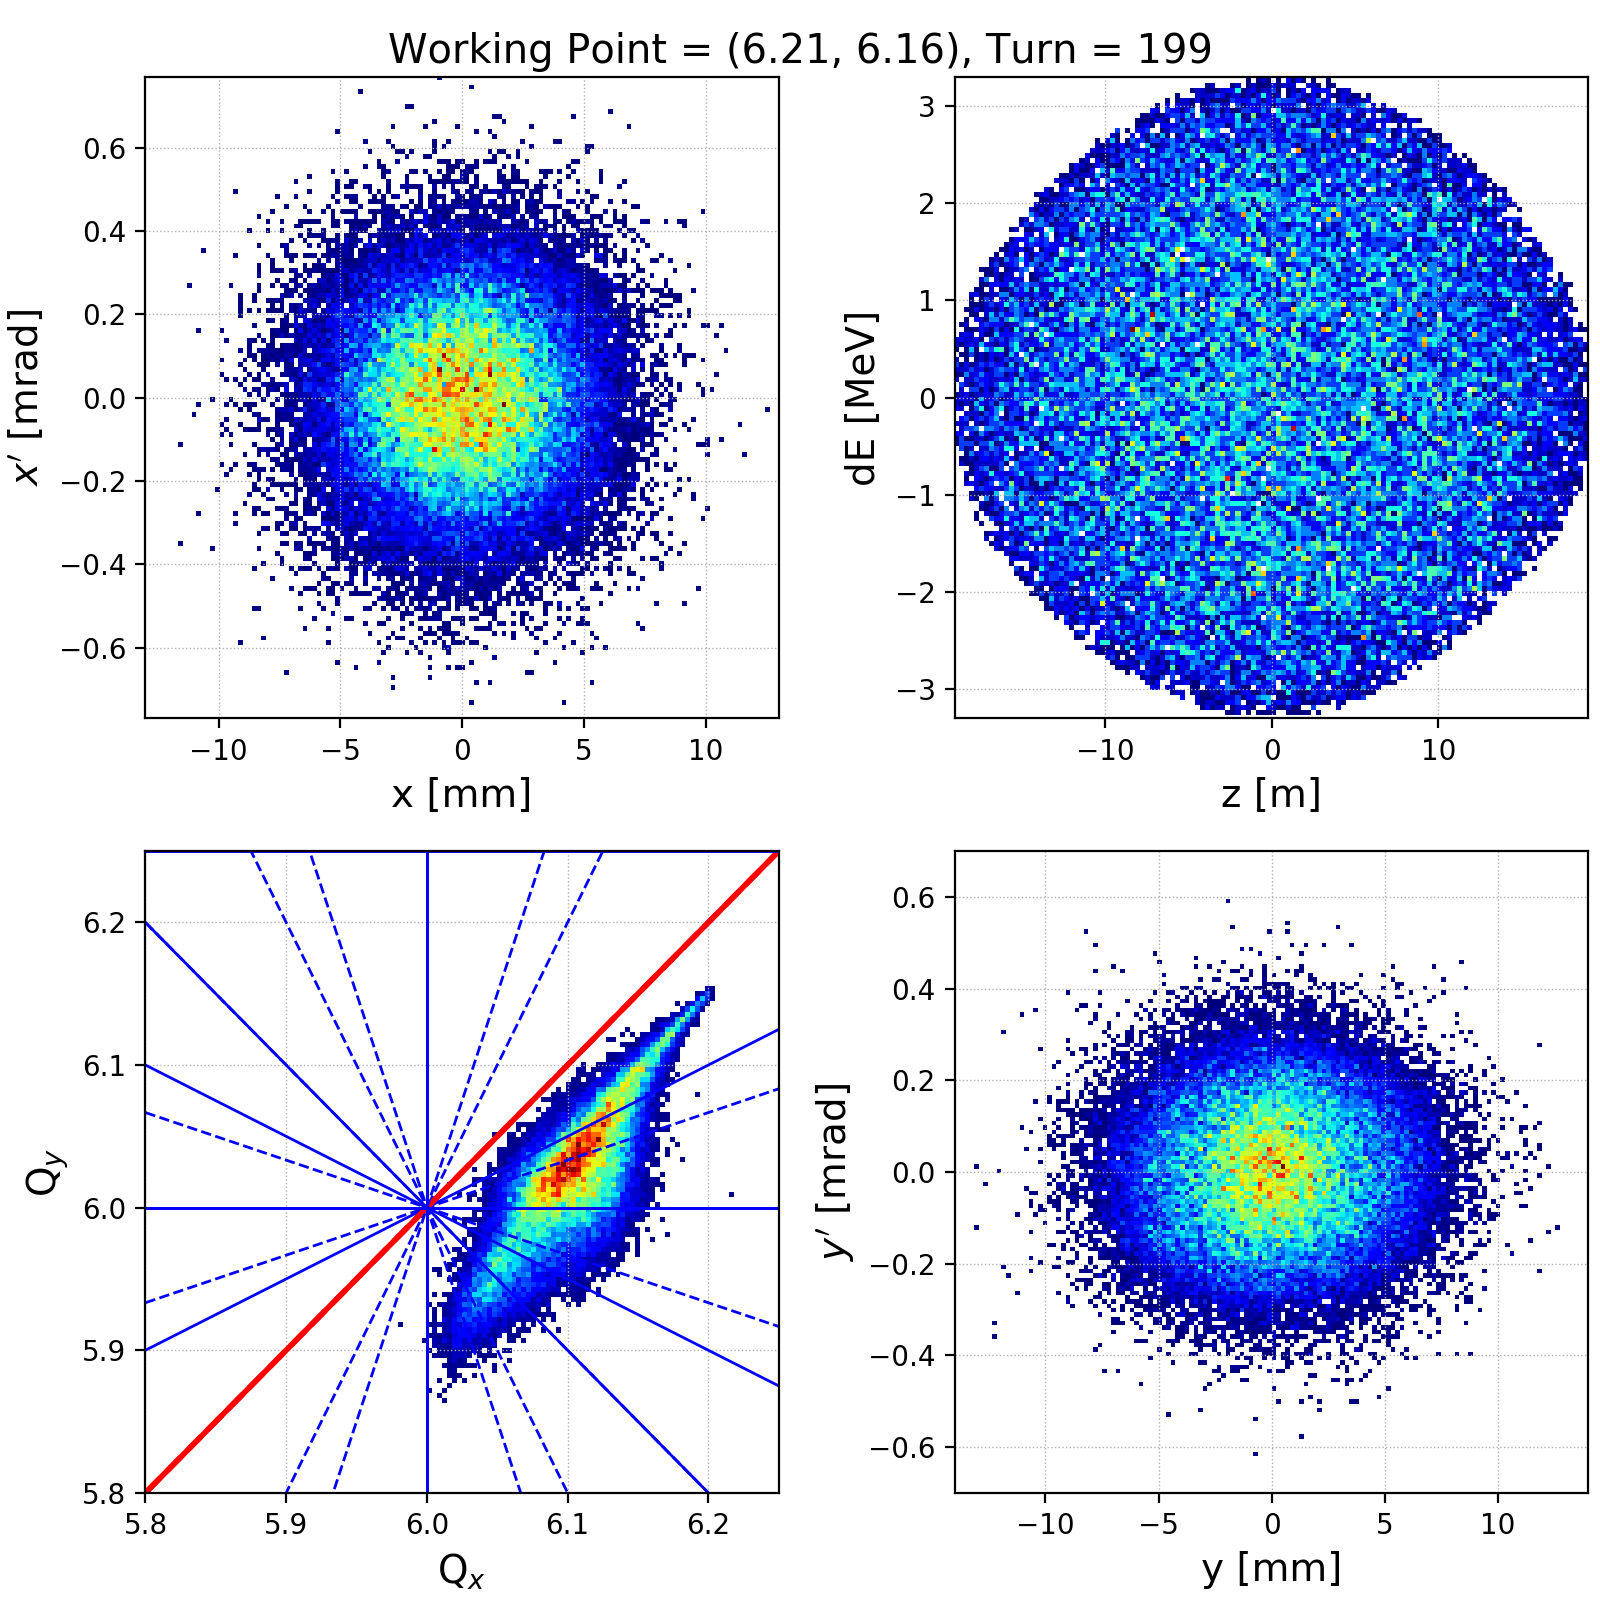 Working Point = (6.21, 6.16), Turn = 199
x′ [mrad]
0.6
0.4
0.2
0.0
−0.2
−0.4
−0.6
−10 −5 0 5 10
x [mm]
dE [MeV]
3
2
1
0
−1
−2
−3
−10 0 10
z [m]
Qy
6.2
6.1
6.0
5.9
5.8
5.8 5.9 6.0 6.1 6.2
Qx
y′ [mrad]
0.6
0.4
0.2
0.0
−0.2
−0.4
−0.6
−10 −5 0 5 10
y [mm]